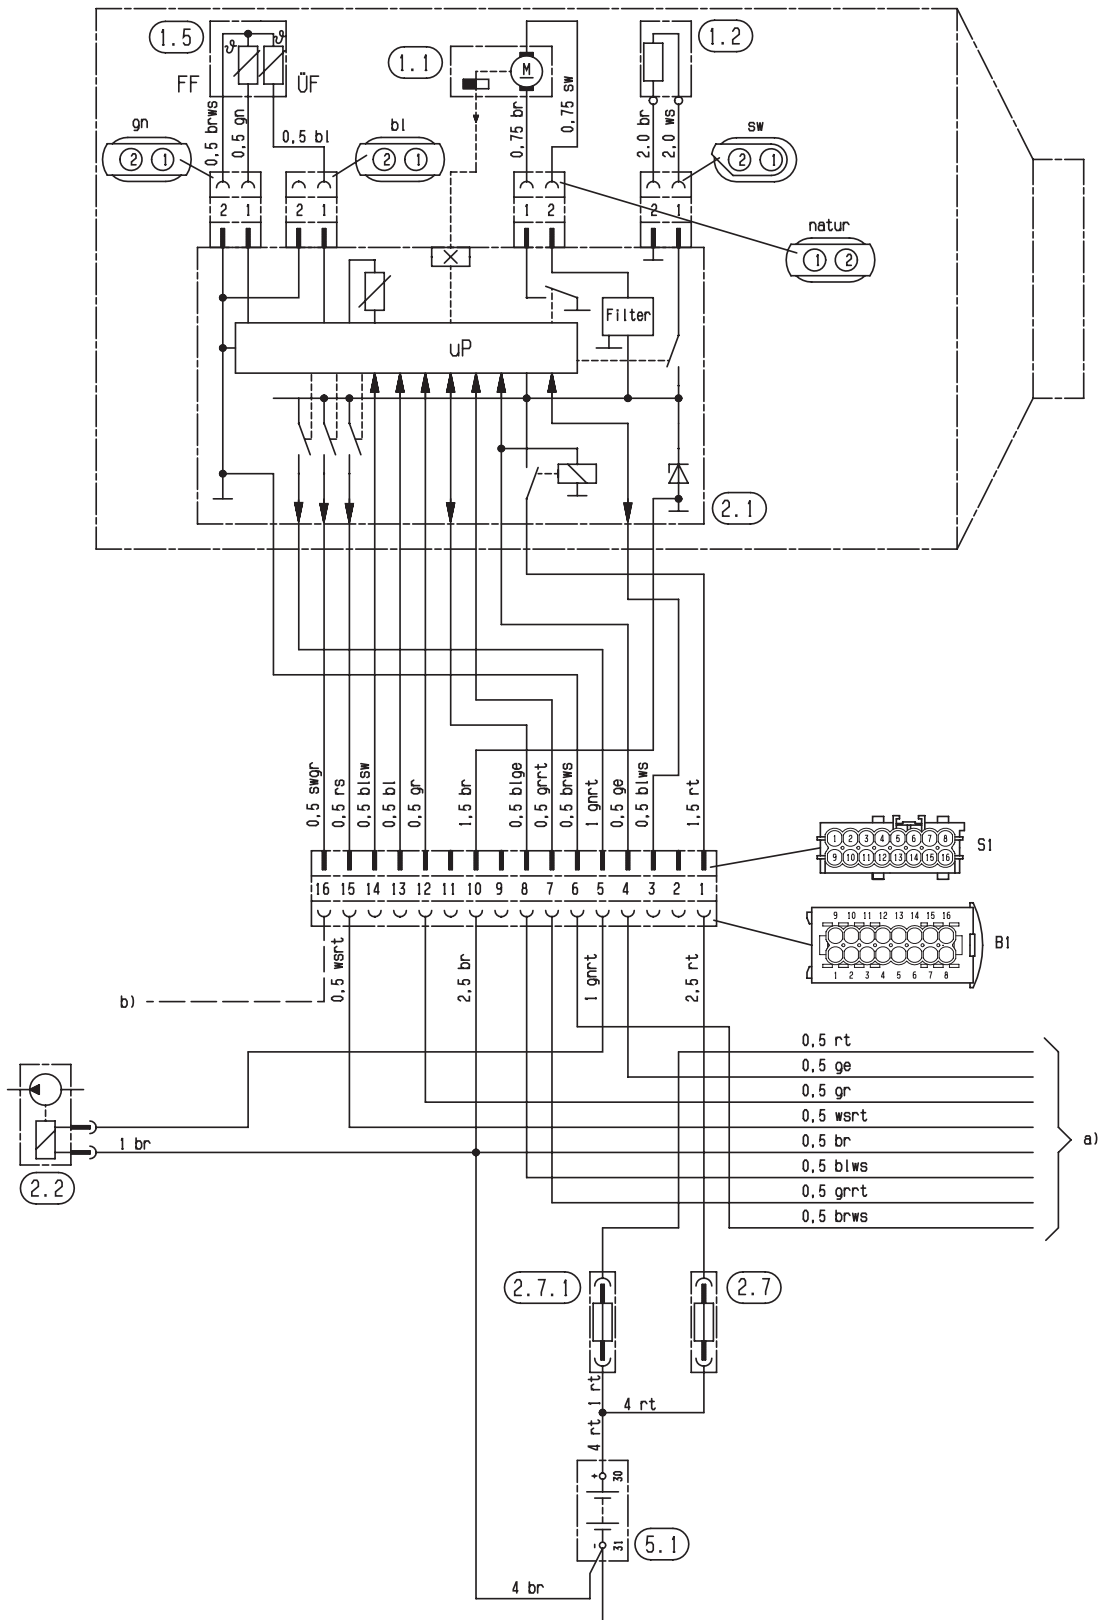 1.5
1.1
1.2
ϑ
ϑ
FF
ÜF
M
0,5 brws
0,5 gn
0,5 bl
0,75 br
0,75 sw
2.0 br
2.0 ws
gn
2 1
bl
2 1
sw
2 1
natur
1 2
2 1
2 1
1 2
2 1
Filter
uP
2.1
0,5 swgr
0,5 rs
0,5 blsw
0,5 bl
0,5 gr
1,5 br
0,5 blge
0,5 grrt
0,5 brws
1 gnrt
0,5 ge
0,5 blws
1,5 rt
1 2 3 4 5 6 7 8
9 10 11 12 13 14 15 16
S1
16 15 14 13 12 11 10 9 8 7 6 5 4 3 2 1
9 10 11 12 13 14 15 16
1 2 3 4 5 6 7 8
B1
0,5 wsrt
2,5 br
1 gnrt
2,5 rt
b)
0,5 rt
0,5 ge
0,5 gr
0,5 wsrt
0,5 br
0,5 blws
0,5 grrt
0,5 brws
a)
1 br
2.2
2.7.1
2.7
1 rt
4 rt
4 rt
+
30
-
31
5.1
4 br